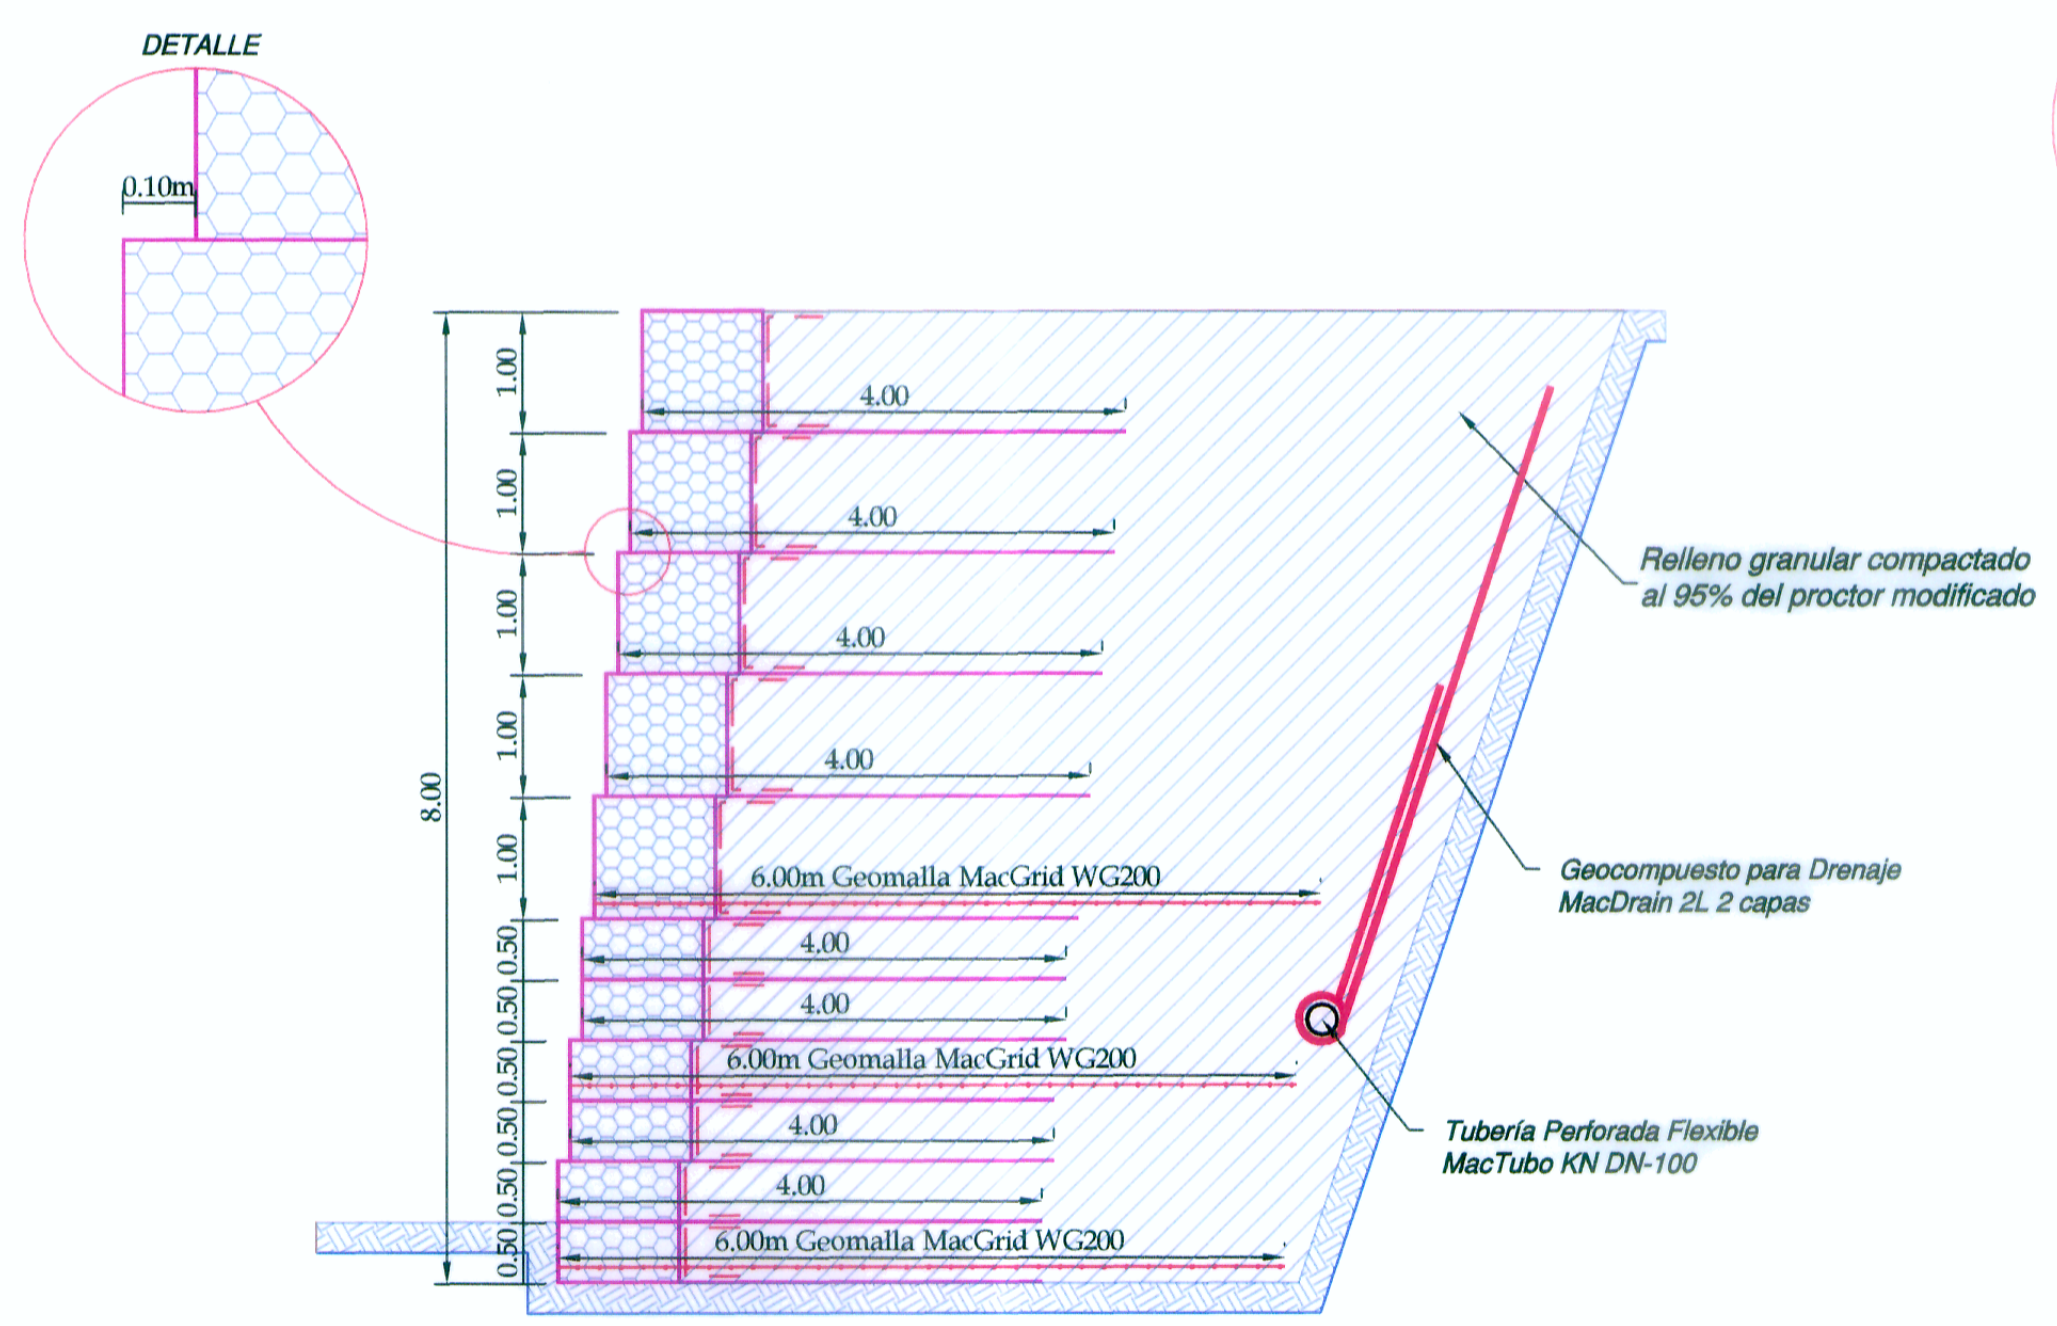 DETALLE
0.10m
1.00
4.00
1.00
4.00
Relleno granular compactado
al 95% del proctor modificado
1.00
4.00
1.00
4.00
8.00
1.00
6.00m Geomalla MacGrid WG200
Geocompuesto para Drenaje
MacDrain 2L 2 capas
0.50
4.00
0.50
4.00
0.50
6.00m Geomalla MacGrid WG200
0.50
4.00
Tubería Perforada Flexible
MacTubo KN DN-100
0.50
4.00
0.50
6.00m Geomalla MacGrid WG200